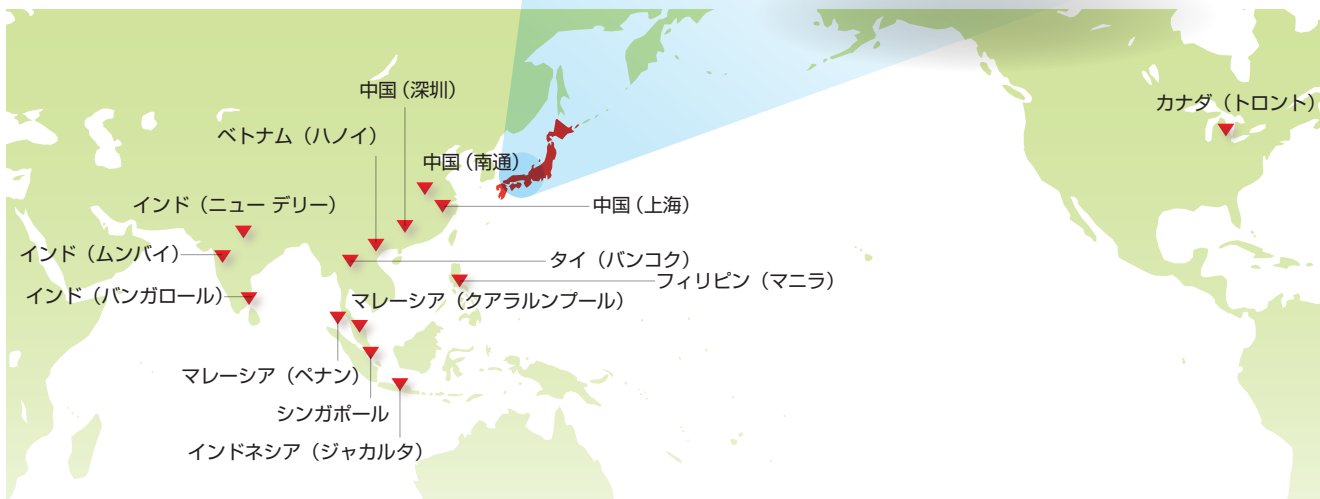 中国（深圳）
カナダ（トロント）
ベトナム（ハノイ）
中国（南通）
インド（ニュー デリー）
中国（上海）
インド（ムンバイ）
タイ（バンコク）
フィリピン（マニラ）
インド（バンガロール）
マレーシア（クアラルンプール）
マレーシア（ペナン）
シンガポール
インドネシア（ジャカルタ）